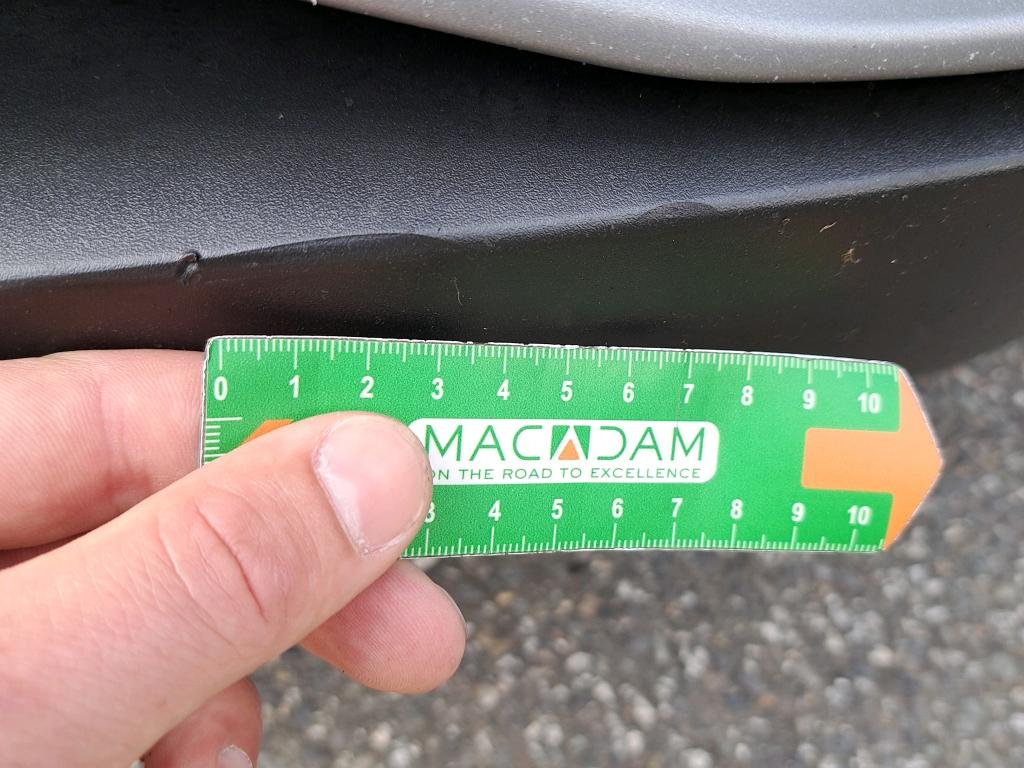 0 1 2 3 4 5 6 7 8 9 10
MACADAM
ON THE ROAD TO EXCELLENCE
3 4 5 6 7 8 9 10